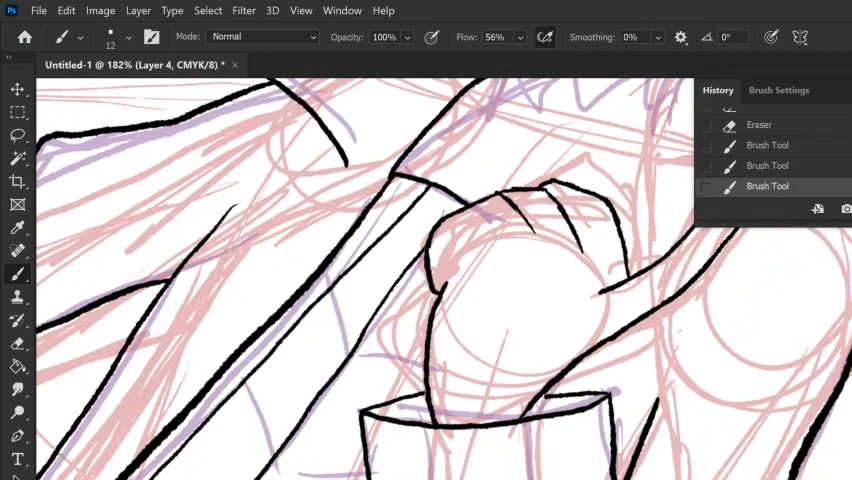 Ps File Edit Image Layer Type Select Filter 3D View Window Help
12 Mode: Normal Opacity: 100% Flow: 56% Smoothing: 0% 0°
Untitled-1 @ 182% (Layer 4, CMYK/8) * ×
History Brush Settings
Eraser
Brush Tool
Brush Tool
Brush Tool
T